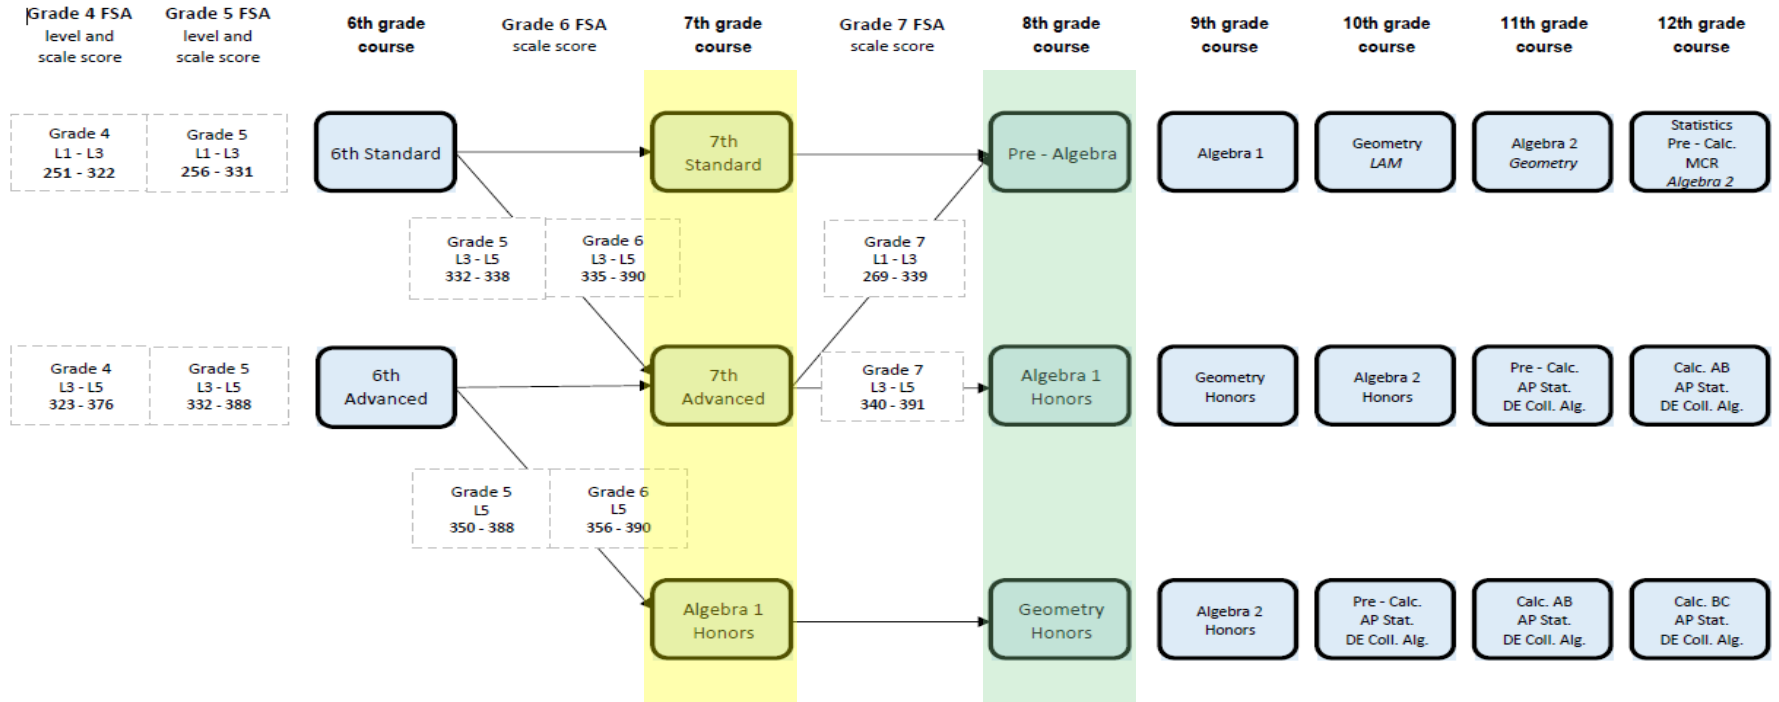 Grade 4 FSA
level and
scale score
Grade 5 FSA
level and
scale score
6th grade
course
Grade 6 FSA
scale score
7th grade
course
Grade 7 FSA
scale score
8th grade
course
9th grade
course
10th grade
course
11th grade
course
12th grade
course
Grade 4
L1 - L3
251 - 322
Grade 5
L1 - L3
256 - 331
6th Standard
7th
Standard
Pre - Algebra
Algebra 1
Geometry
LAM
Algebra 2
Geometry
Statistics
Pre - Calc.
MCR
Algebra 2
Grade 5
L3 - L5
332 - 338
Grade 6
L3 - L5
335 - 390
Grade 7
L1 - L3
269 - 339
Grade 4
L3 - L5
323 - 376
Grade 5
L3 - L5
332 - 388
6th
Advanced
7th
Advanced
Grade 7
L3 - L5
340 - 391
Algebra 1
Honors
Geometry
Honors
Algebra 2
Honors
Pre - Calc.
AP Stat.
DE Coll. Alg.
Calc. AB
AP Stat.
DE Coll. Alg.
Grade 5
L5
350 - 388
Grade 6
L5
356 - 390
Algebra 1
Honors
Geometry
Honors
Algebra 2
Honors
Pre - Calc.
AP Stat.
DE Coll. Alg.
Calc. AB
AP Stat.
DE Coll. Alg.
Calc. BC
AP Stat.
DE Coll. Alg.